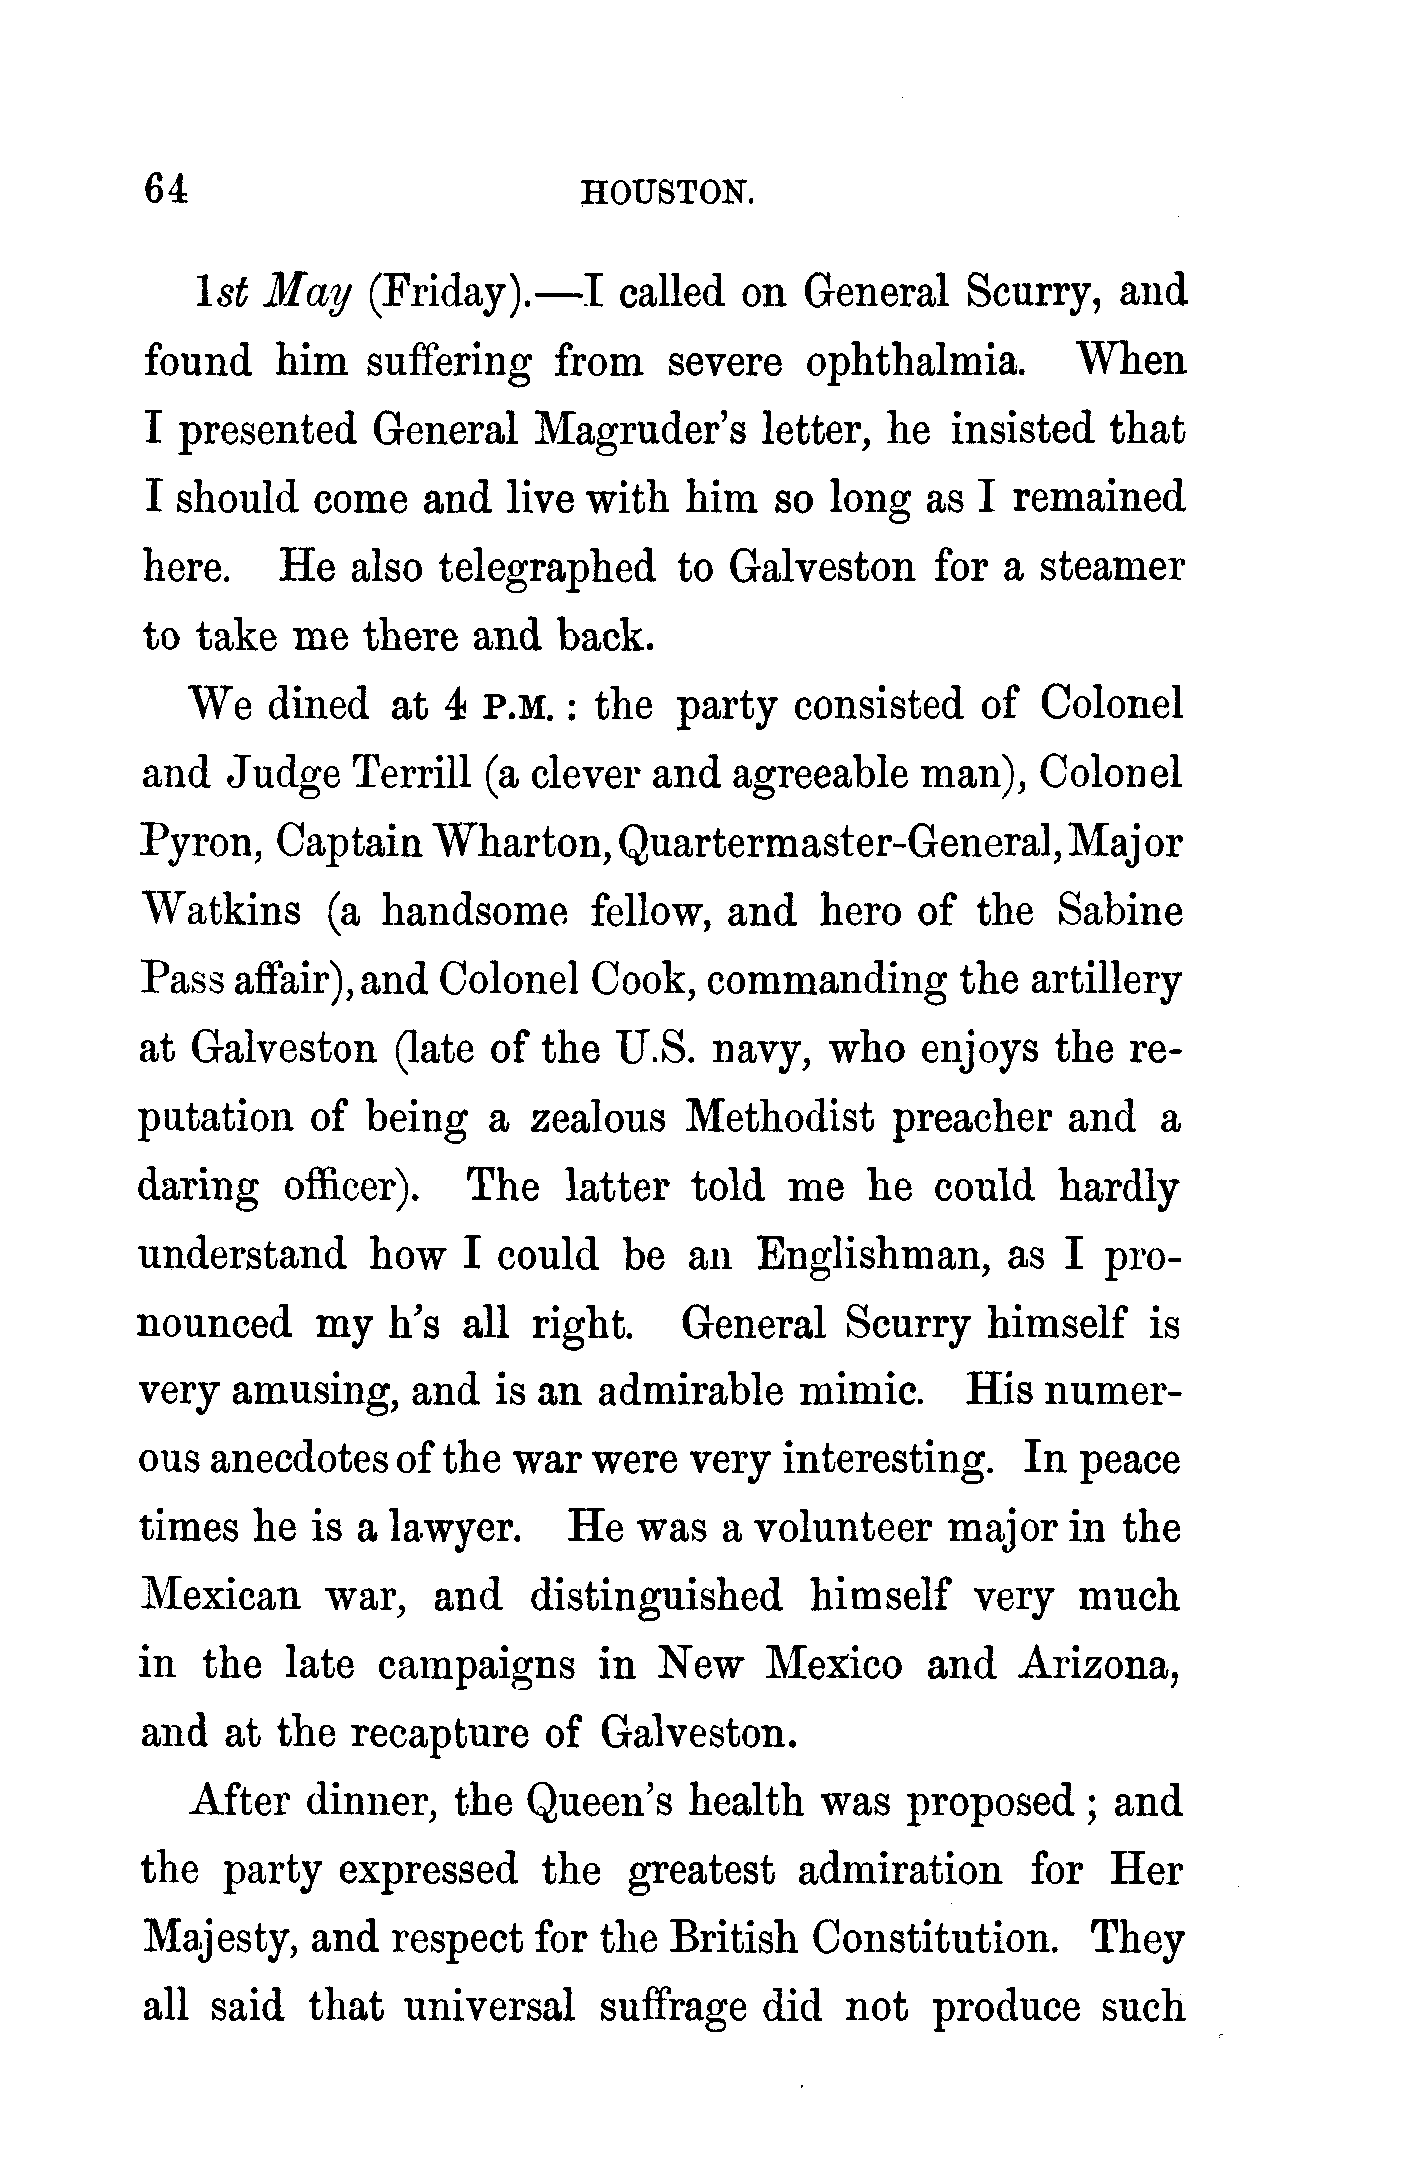 64 HOUSTON.
1st May (Friday).—I called on General Scurry, and
found him suffering from severe ophthalmia. When
I presented General Magruder's letter, he insisted that
I should come and live with him so long as I remained
here. He also telegraphed to Galveston for a steamer
to take me there and back.
We dined at 4 P.M. : the party consisted of Colonel
and Judge Terrill (a clever and agreeable man), Colonel
Pyron, Captain Wharton, Quartermaster-General, Major
Watkins (a handsome fellow, and hero of the Sabine
Pass affair), and Colonel Cook, commanding the artillery
at Galveston (late of the U.S. navy, who enjoys the re-
putation of being a zealous Methodist preacher and a
daring officer). The latter told me he could hardly
understand how I could be an Englishman, as I pro-
nounced my h's all right. General Scurry himself is
very amusing, and is an admirable mimic. His numer-
ous anecdotes of the war were very interesting. In peace
times he is a lawyer. He was a volunteer major in the
Mexican war, and distinguished himself very much
in the late campaigns in New Mexico and Arizona,
and at the recapture of Galveston.
After dinner, the Queen's health was proposed ; and
the party expressed the greatest admiration for Her
Majesty, and respect for the British Constitution. They
all said that universal suffrage did not produce such